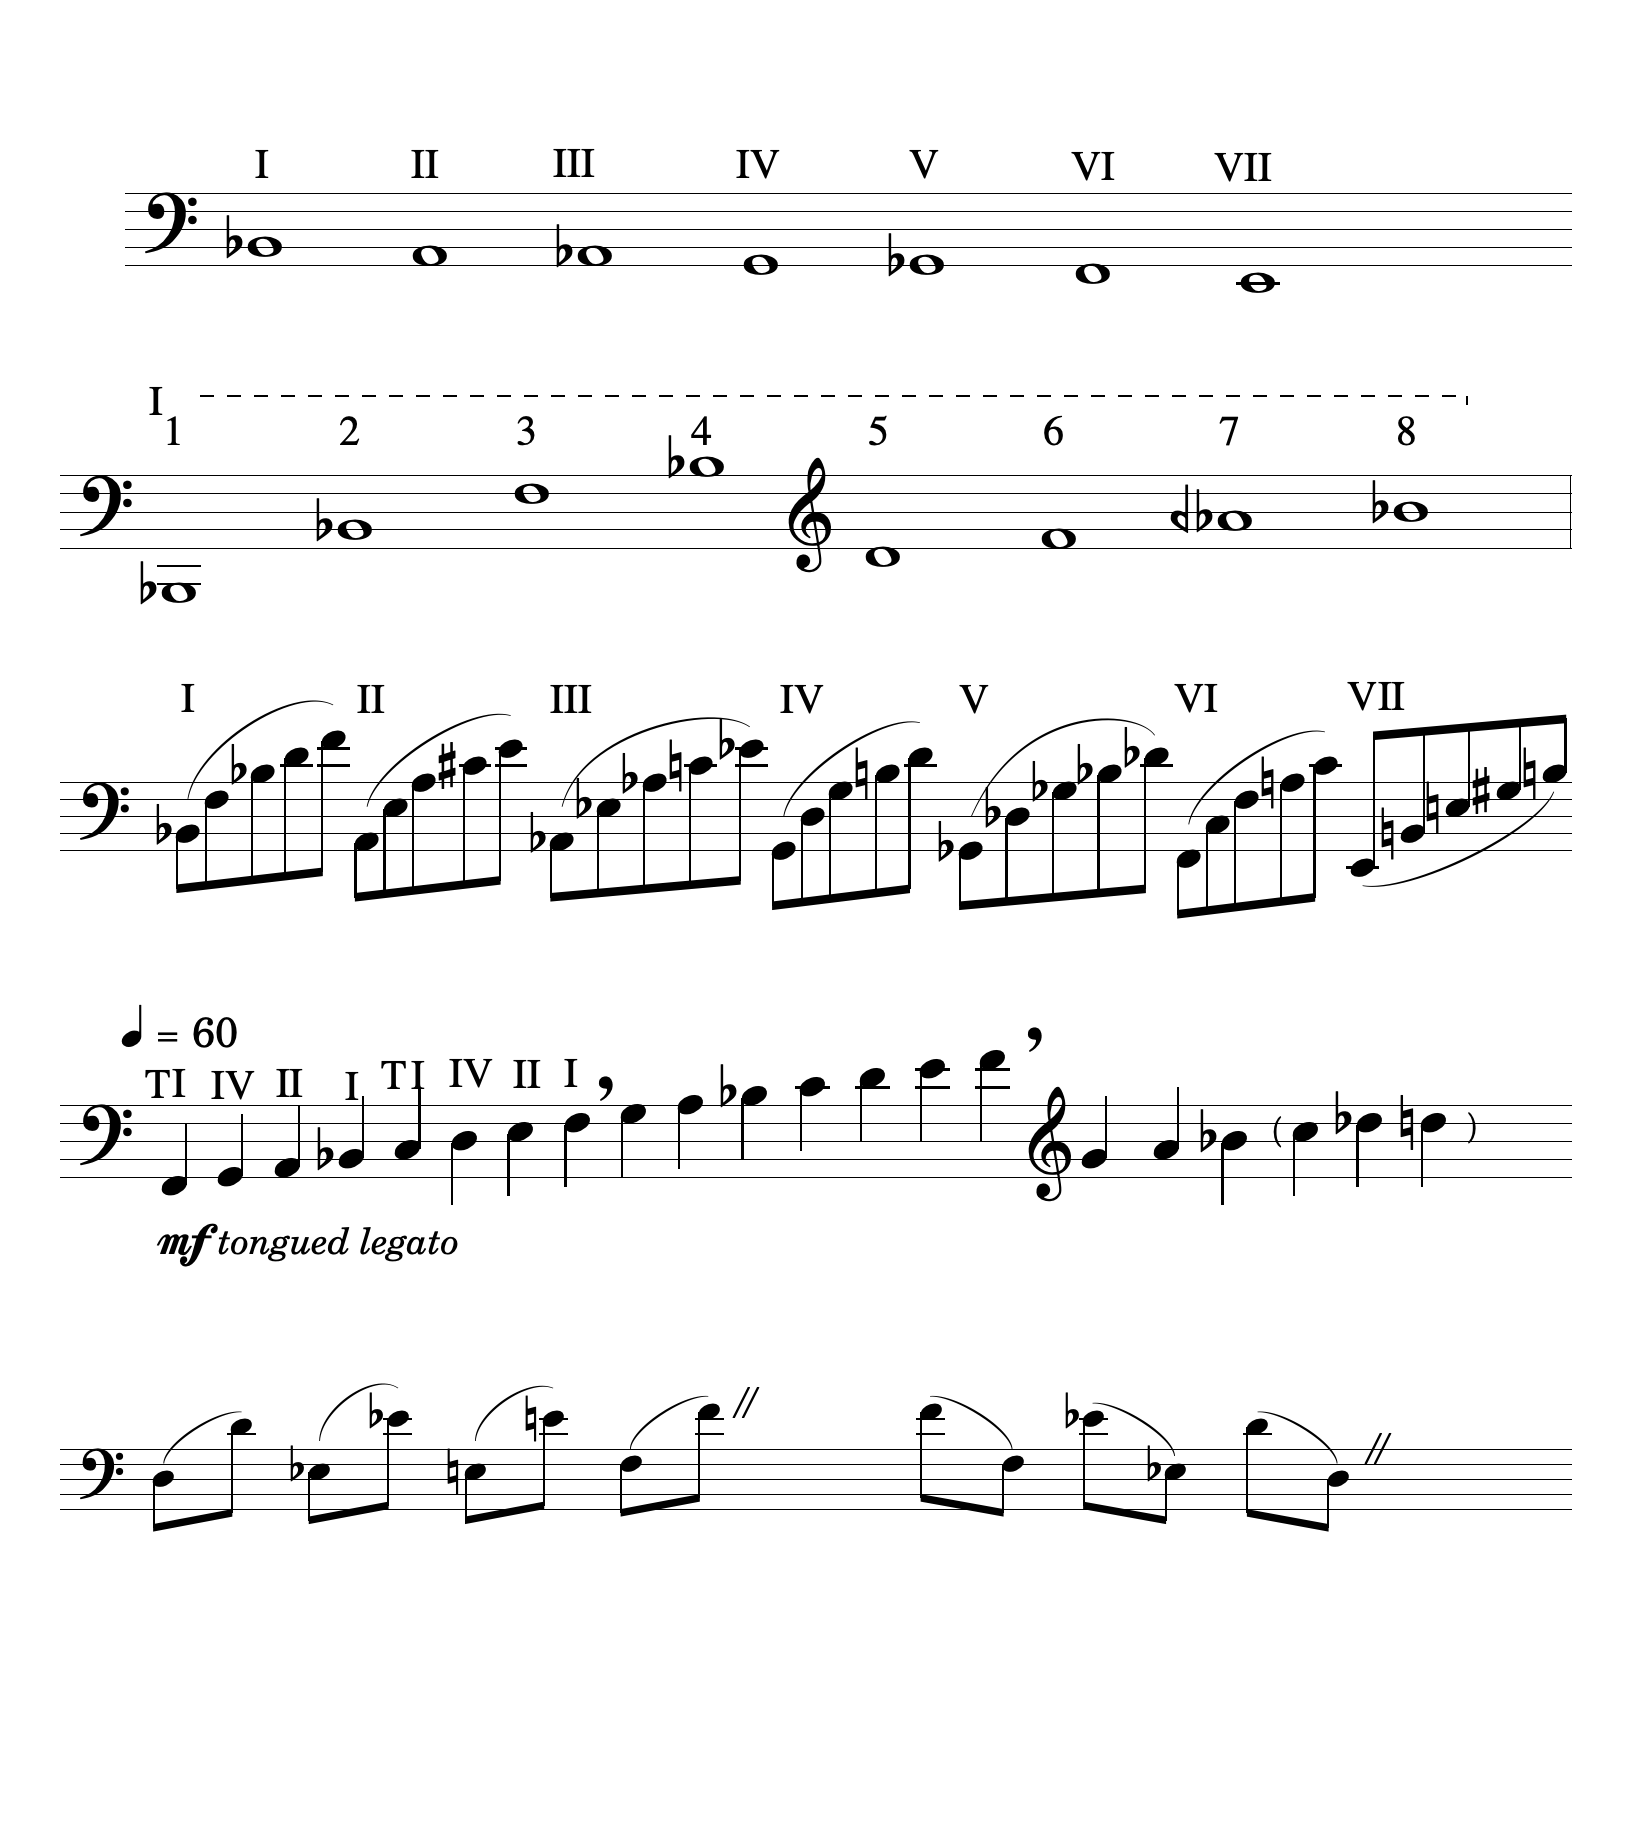 I II III IV V VI VII
I
1 2 3 4 5 6 7 8
I II III IV V VI VII
= 60
TI IV II I TI IV II I
mf tongued legato
( )